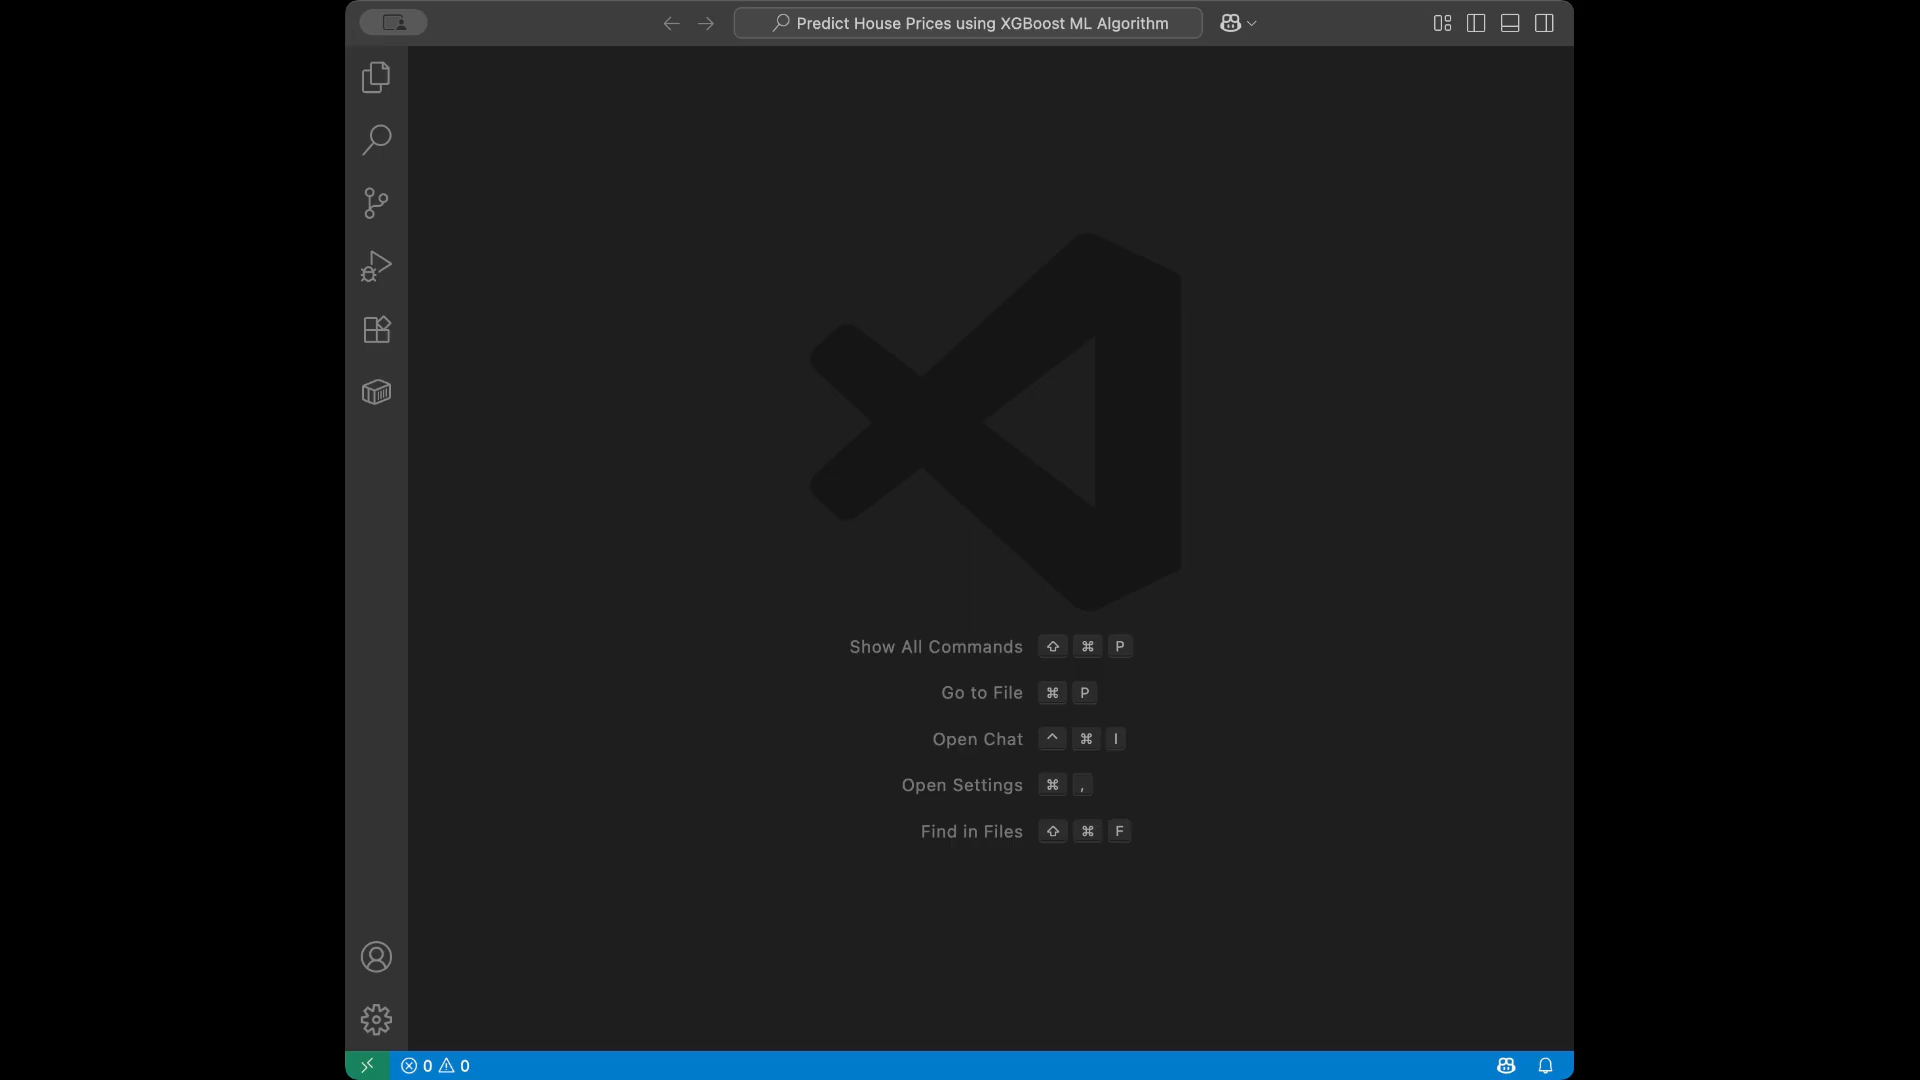 Predict House Prices using XGBoost ML Algorithm
Show All Commands ⇧ ⌘ P
Go to File ⌘ P
Open Chat ^ ⌘ I
Open Settings ⌘ ,
Find in Files ⇧ ⌘ F
0 0